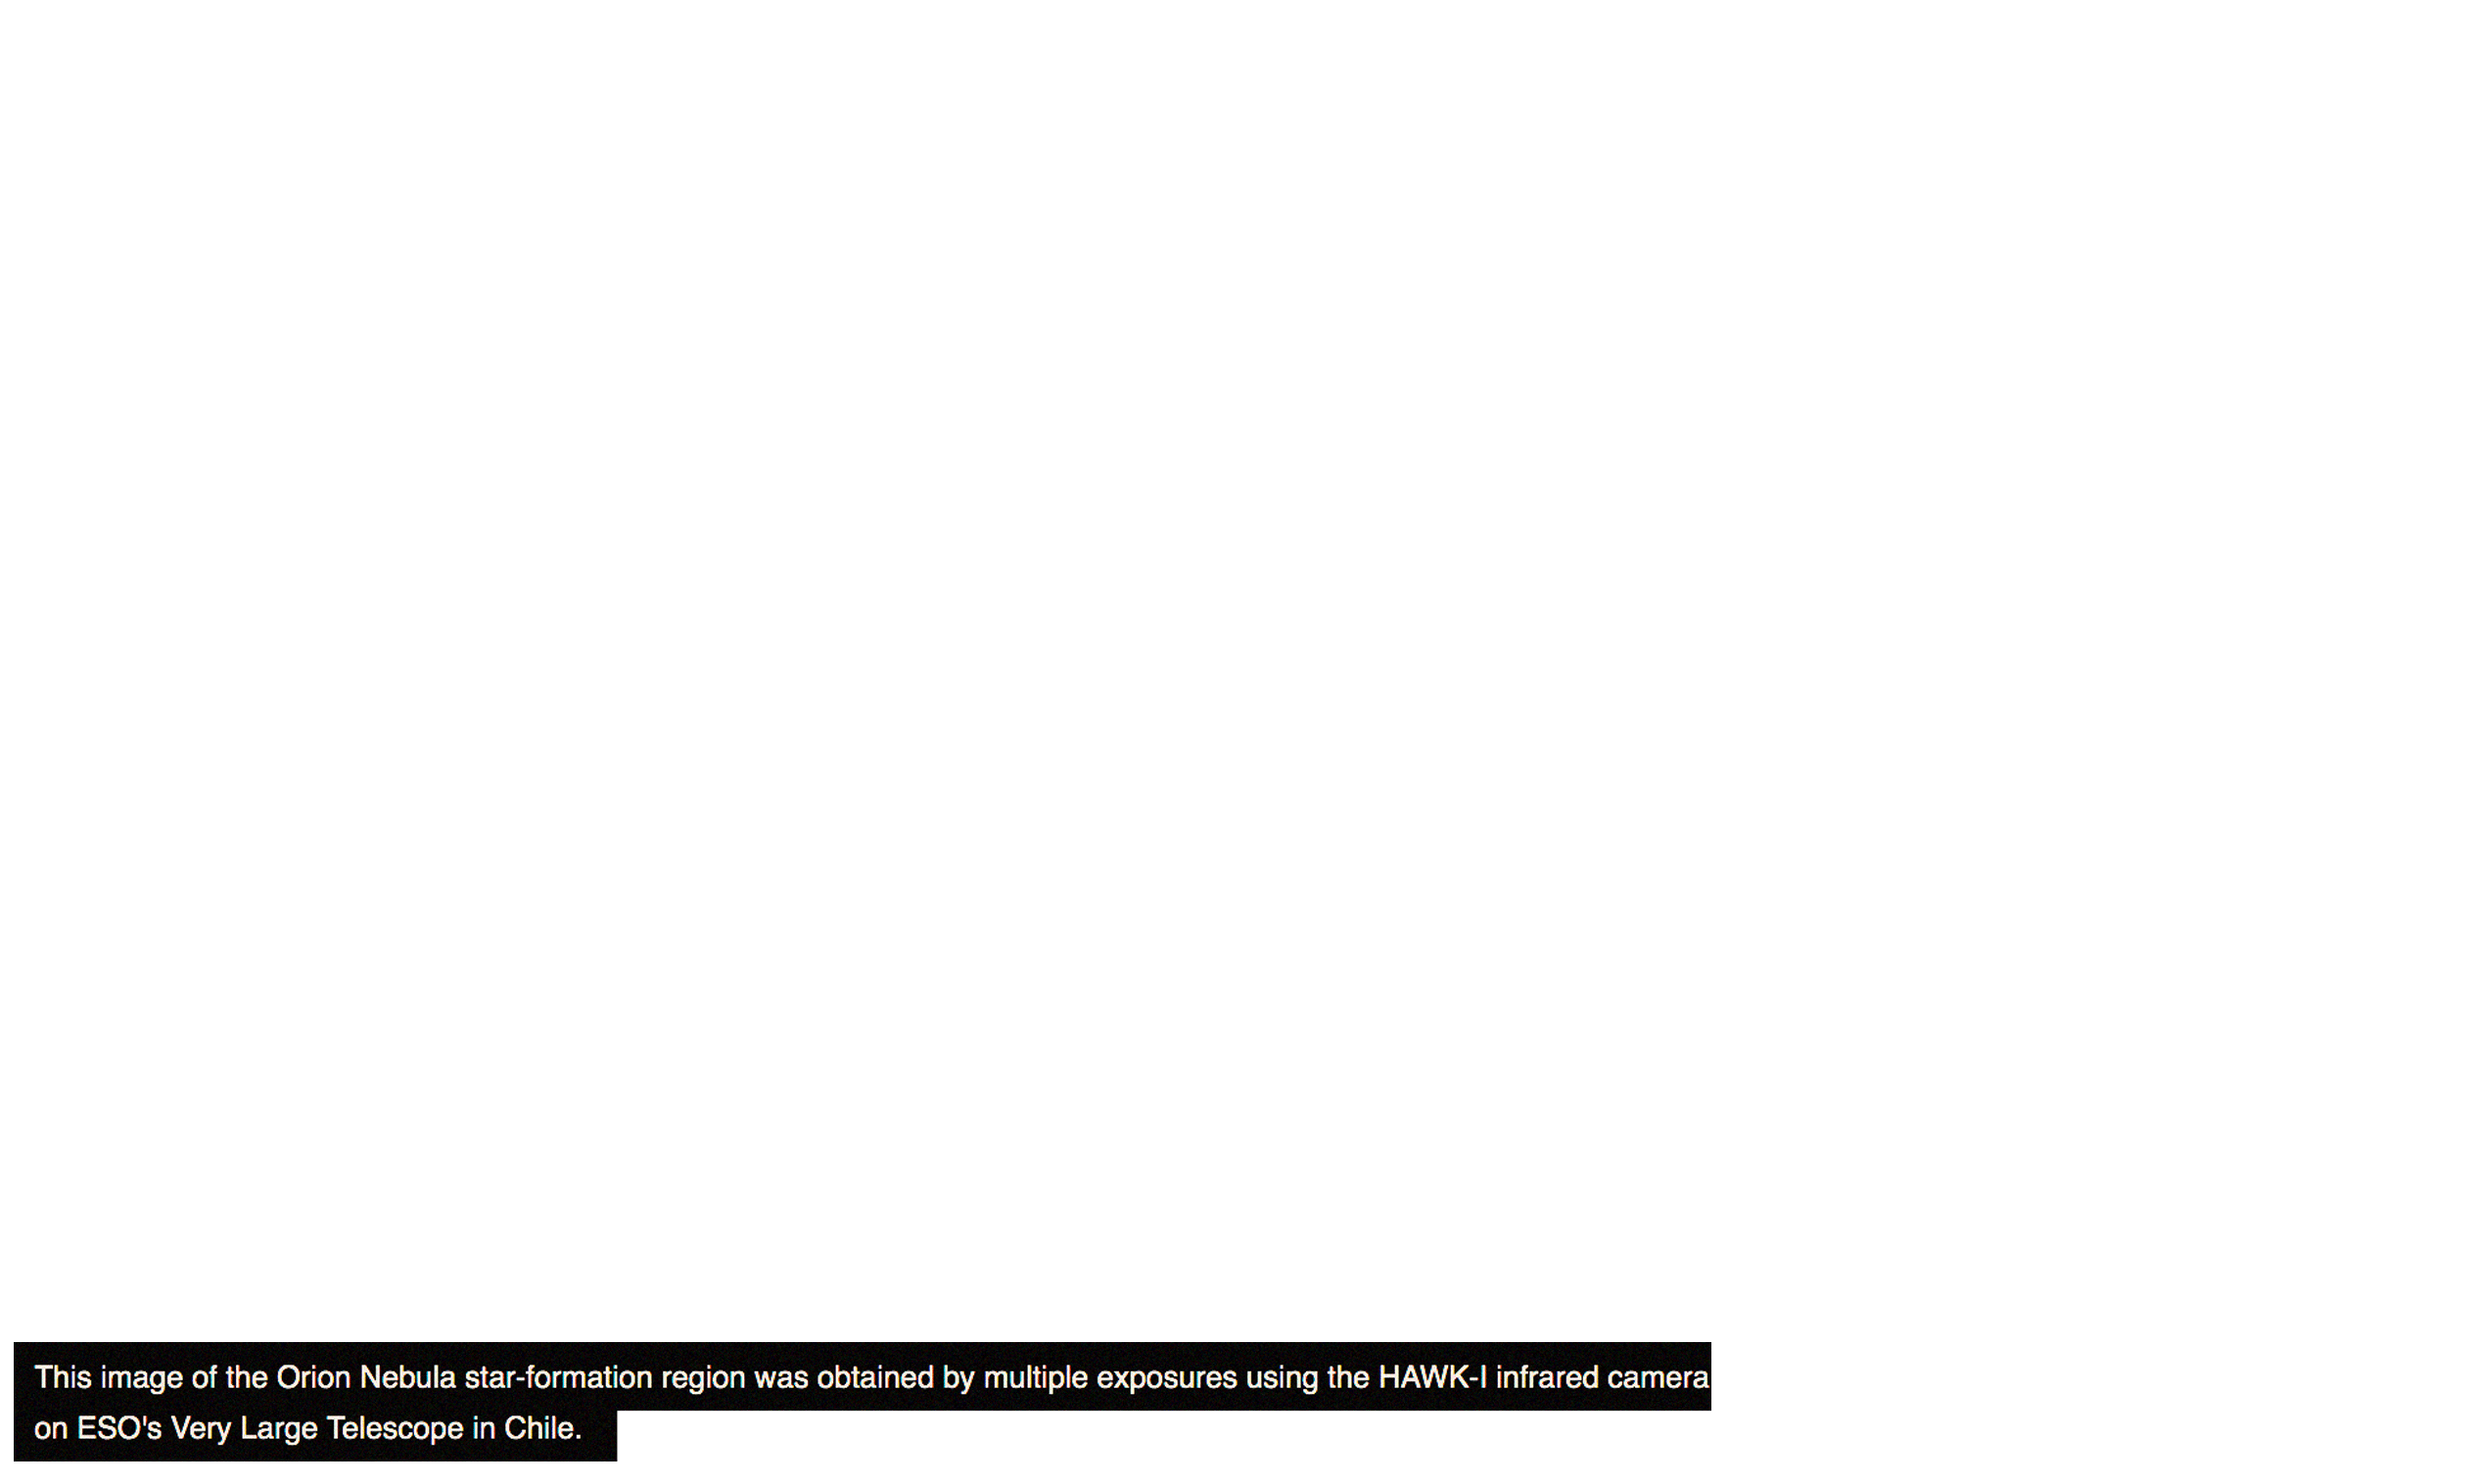 This image of the Orion Nebula star-formation region was obtained by multiple exposures using the HAWK-I infrared camera
on ESO's Very Large Telescope in Chile.